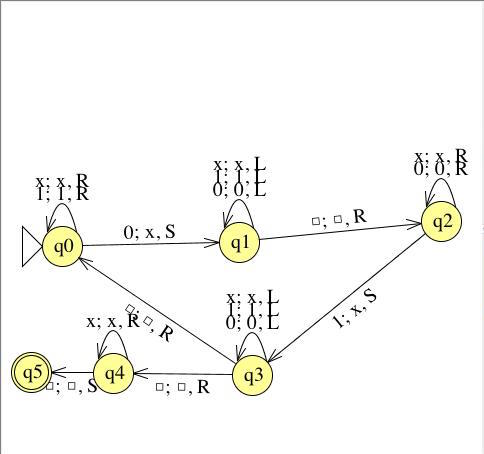 x; x, R
0; 0, R
x; x, L
1; 1, L
0; 0, L
x; x, R
1; 1, R
□; □, R
q2
0; x, S
q0
q1
x; x, L
1; 1, L
0; 0, L
1; x, S
□; □, R
x; x, R
q5
q4
q3
□; □, S
□; □, R